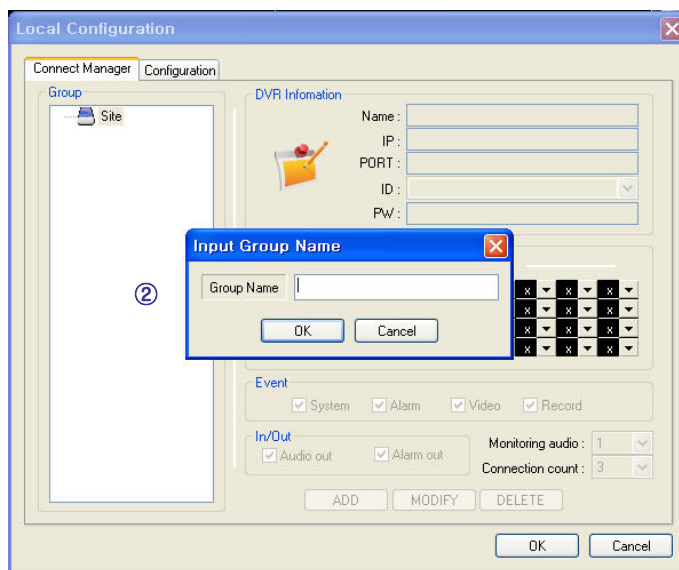 Local Configuration
Connect Manager Configuration
Group
Site
DVR Infomation
Name :
IP :
PORT :
ID :
PW :
Input Group Name
Group Name
OK Cancel
②
x x x
x x x
x x x
x x x
Event
System Alarm Video Record
In/Out
Audio out Alarm out
Monitoring audio : 1
Connection count : 3
ADD MODIFY DELETE
OK Cancel